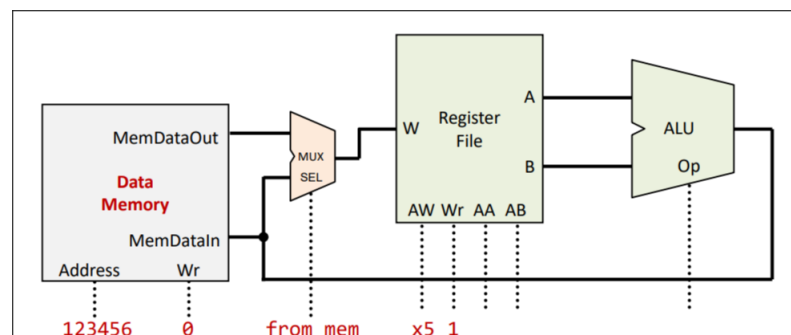 MemDataOut
Data
Memory
MemDataIn
Address Wr
MUX
SEL
W
Register
File
A
B
AW Wr AA AB
ALU
Op
123456 0 from mem x5 1